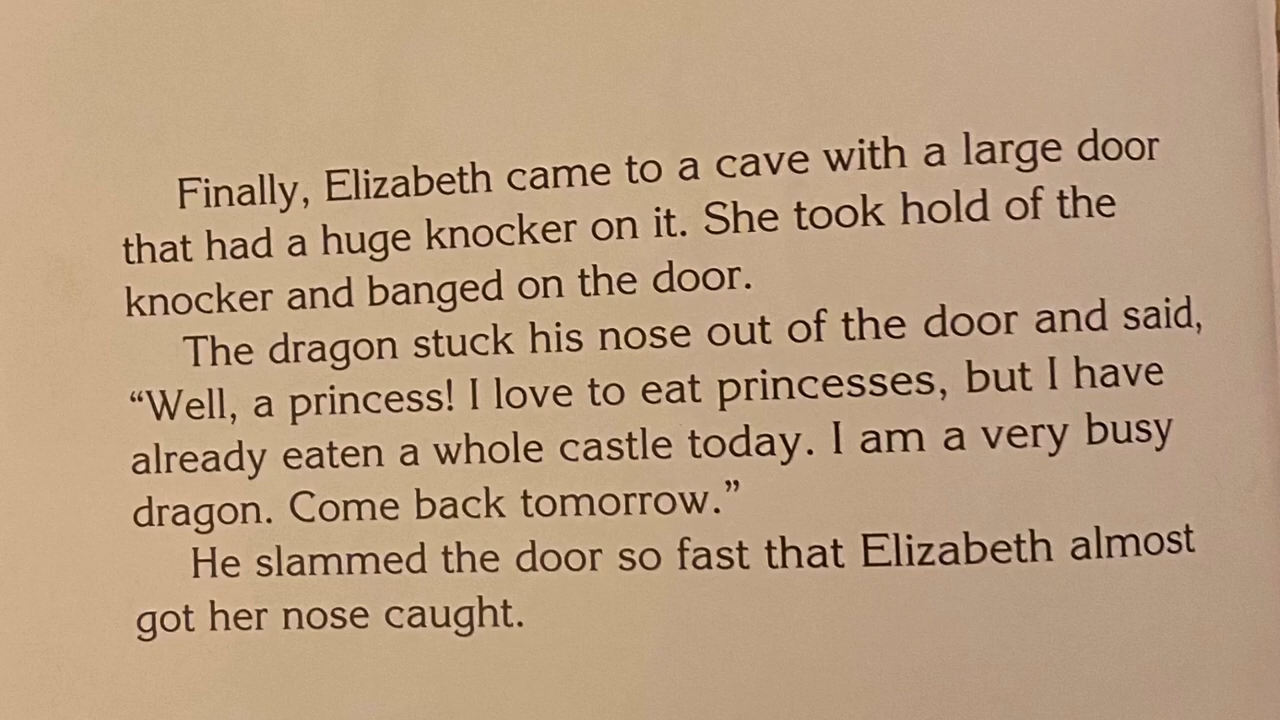 Finally, Elizabeth came to a cave with a large door
that had a huge knocker on it. She took hold of the
knocker and banged on the door.
The dragon stuck his nose out of the door and said,
“Well, a princess! I love to eat princesses, but I have
already eaten a whole castle today. I am a very busy
dragon. Come back tomorrow.”
He slammed the door so fast that Elizabeth almost
got her nose caught.